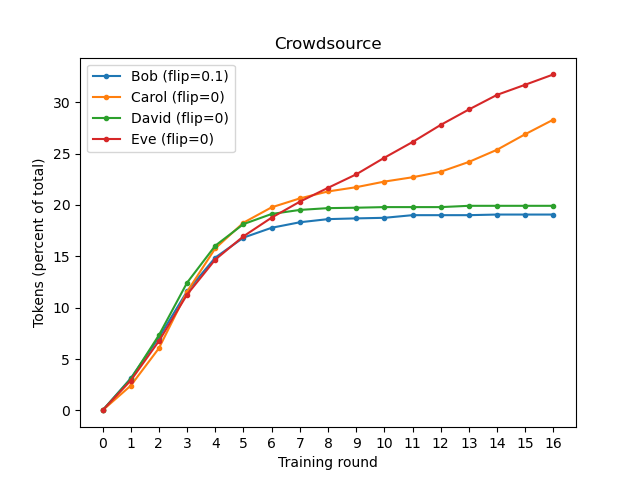 Crowdsource
Bob (flip=0.1)
Carol (flip=0)
David (flip=0)
Eve (flip=0)
Tokens (percent of total)
30
25
20
15
10
5
0
0 1 2 3 4 5 6 7 8 9 10 11 12 13 14 15 16
Training round